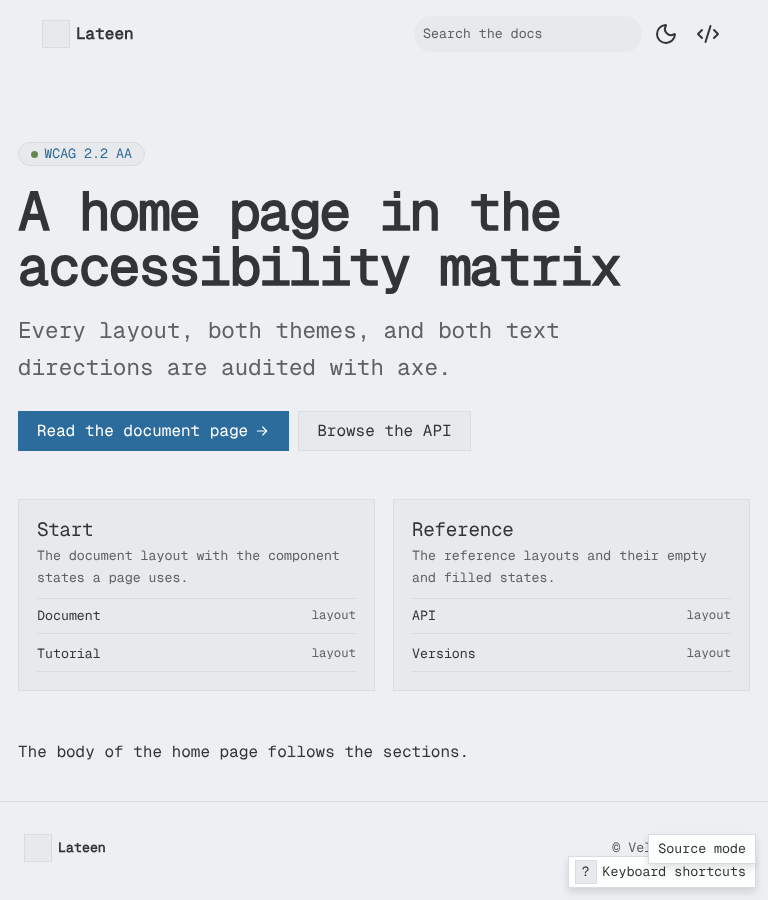 Lateen
Search the docs
WCAG 2.2 AA
A home page in the
accessibility matrix
Every layout, both themes, and both text
directions are audited with axe.
Read the document page →
Browse the API
Start
The document layout with the component
states a page uses.
Document layout
Tutorial layout
Reference
The reference layouts and their empty
and filled states.
API layout
Versions layout
The body of the home page follows the sections.
Lateen
©
Source mode
? Keyboard shortcuts